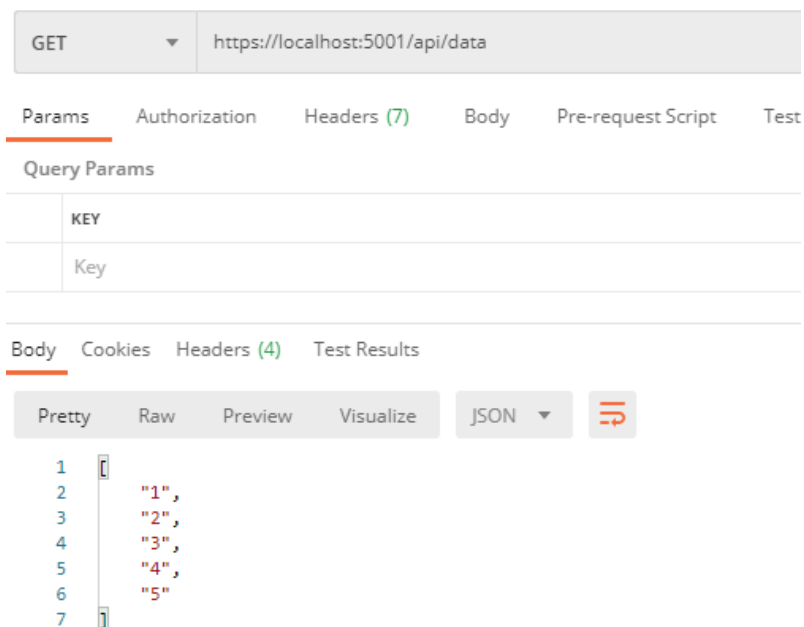 GET https://localhost:5001/api/data
Params Authorization Headers (7) Body Pre-request Script Test
Query Params
KEY
Key
Body Cookies Headers (4) Test Results
Pretty Raw Preview Visualize JSON
1 [
2 "1",
3 "2",
4 "3",
5 "4",
6 "5"
7 ]